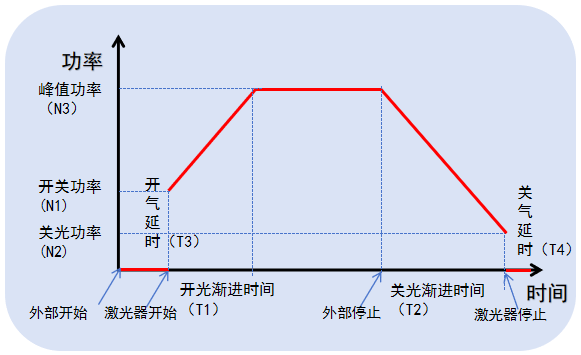 功率
峰值功率
（N3）
开关功率
(N1)
关光功率
(N2)
开
气
延
时（T3）
关
气
延
时（T4）
时间
外部开始
激光器开始
开光渐进时间
（T1）
外部停止
关光渐进时间
（T2）
激光器停止